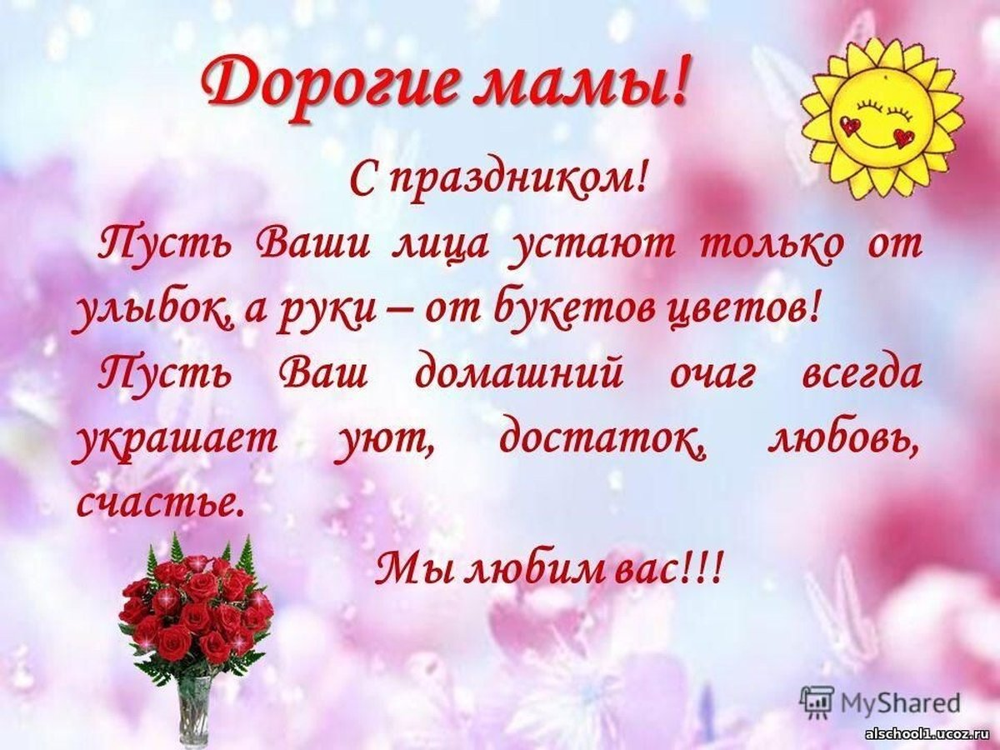 Дорогие мамы!
С праздником!
Пусть Ваши лица устают только от
улыбок, а руки – от букетов цветов!
Пусть Ваш домашний очаг всегда
украшает уют, достаток, любовь,
счастье.
Мы любим вас!!!
MyShared
alschool1.ucoz.ru